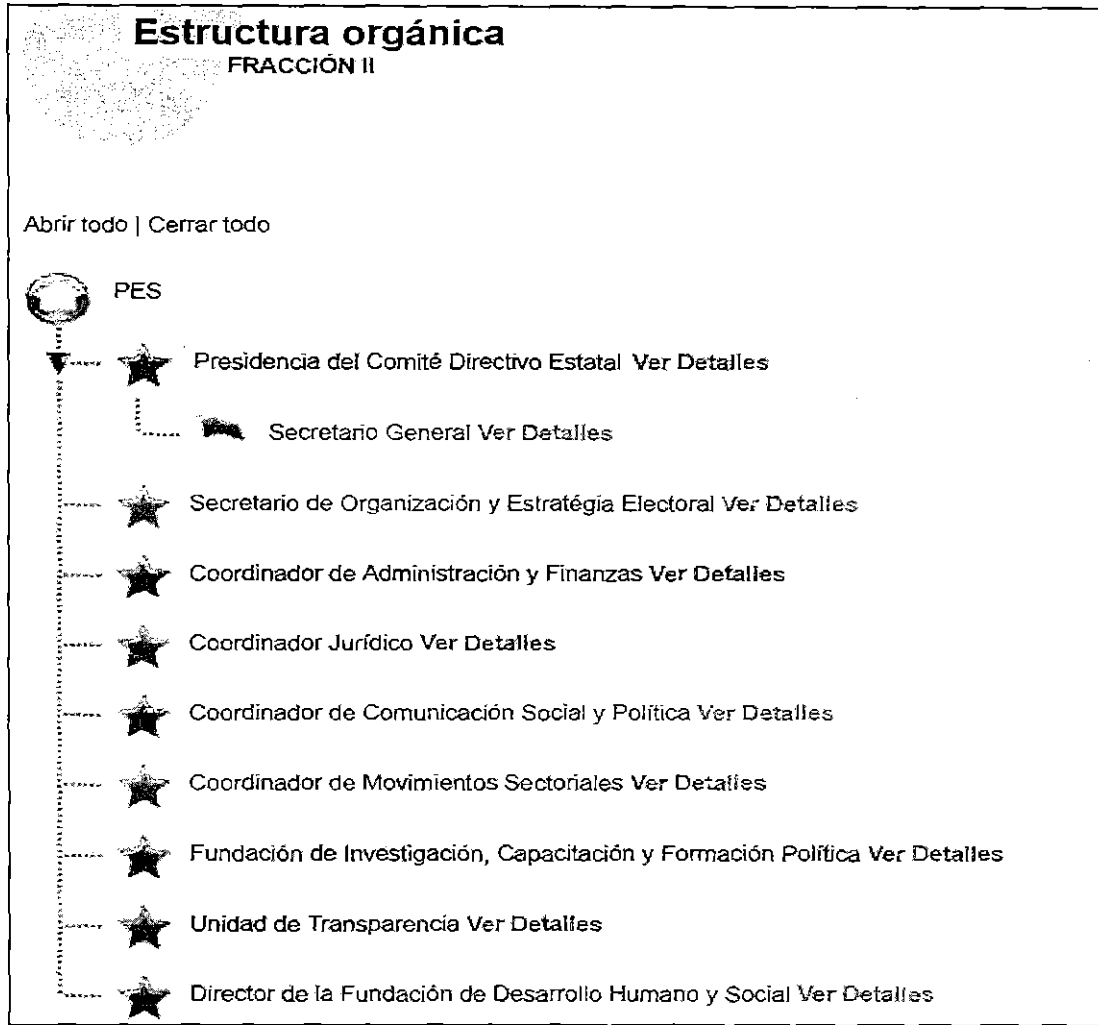 Estructura orgánica
FRACCIÓN II
Abrir todo | Cerrar todo
PES
Presidencia del Comité Directivo Estatal Ver Detalles
Secretario General Ver Detalles
Secretario de Organización y Estratégia Electoral Ver Detalles
Coordinador de Administración y Finanzas Ver Detalles
Coordinador Jurídico Ver Detalles
Coordinador de Comunicación Social y Política Ver Detalles
Coordinador de Movimientos Sectoriales Ver Detalles
Fundación de Investigación, Capacitación y Formación Política Ver Detalles
Unidad de Transparencia Ver Detalles
Director de la Fundación de Desarrollo Humano y Social Ver Detalles